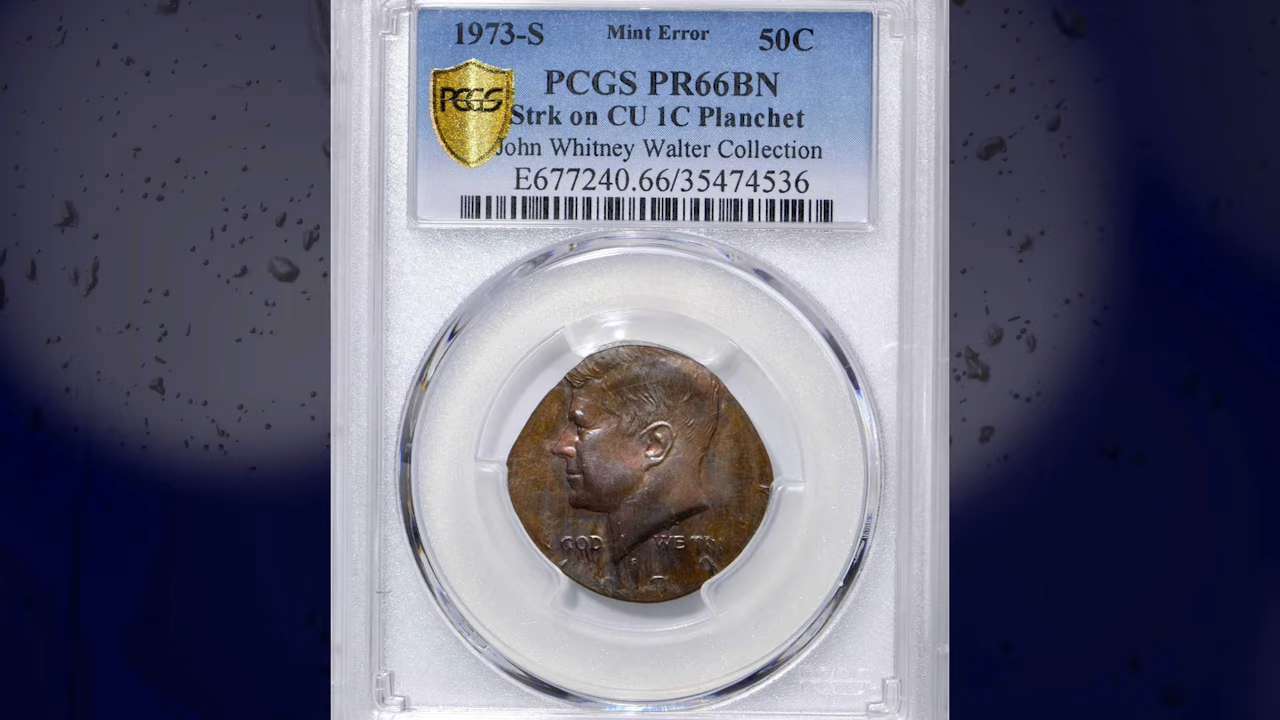 1973-S Mint Error 50C
PCGS PR66BN
PCGS Strk on CU 1C Planchet
John Whitney Walter Collection
E677240.66/35474536
GOD WE